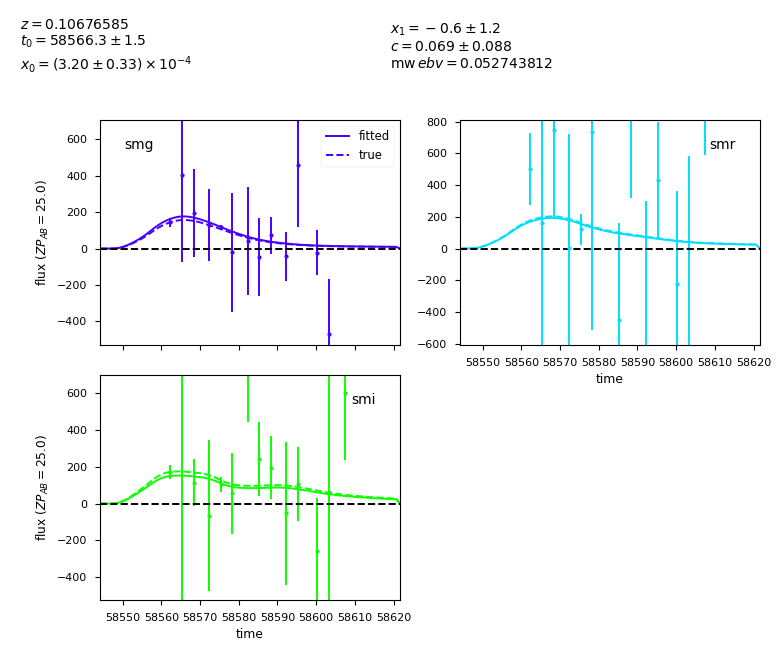 z = 0.10676585
t₀ = 58566.3 ± 1.5
x₀ = (3.20 ± 0.33) × 10⁻⁴
x₁ = −0.6 ± 1.2
c = 0.069 ± 0.088
mw ebv = 0.052743812
smg
fitted
true
600
400
200
0
−200
−400
flux (ZP_AB = 25.0)
smr
800
600
400
200
0
−200
−400
−600
58550 58560 58570 58580 58590 58600 58610 58620
time
smi
600
400
200
0
−200
−400
flux (ZP_AB = 25.0)
58550 58560 58570 58580 58590 58600 58610 58620
time